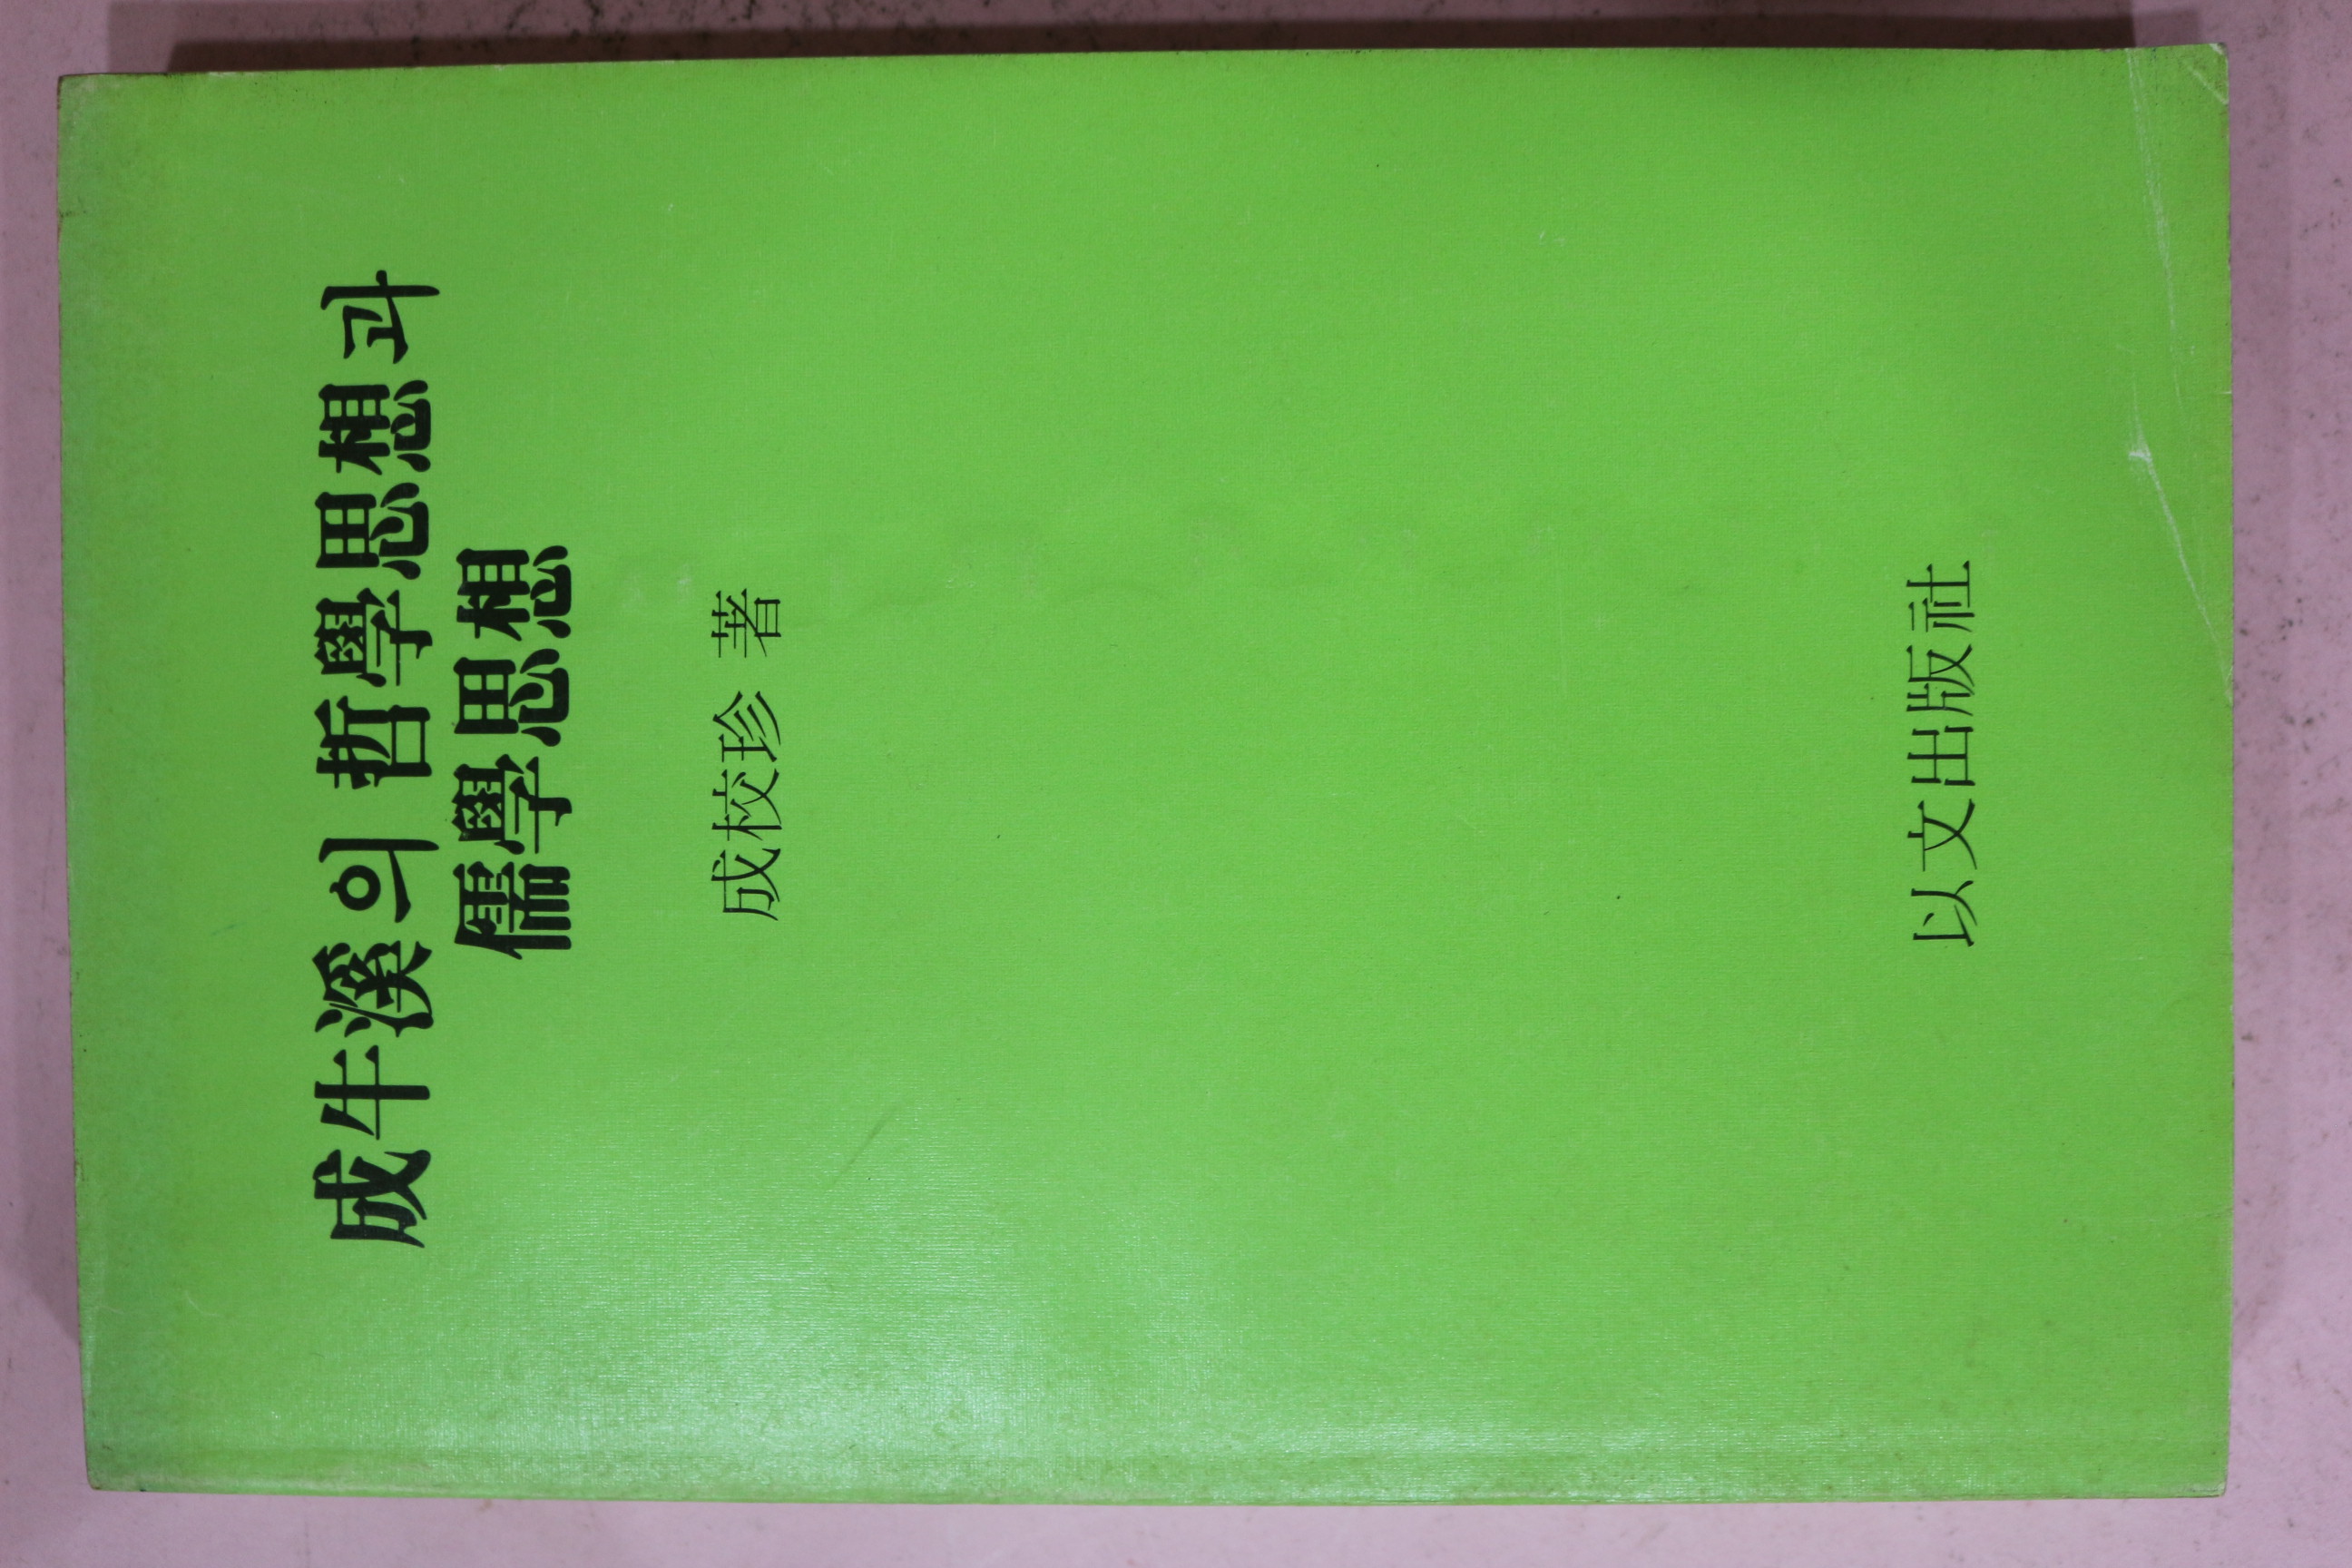 成牛溪의 哲學思想과
儒學思想
成校珍 著
以文出版社